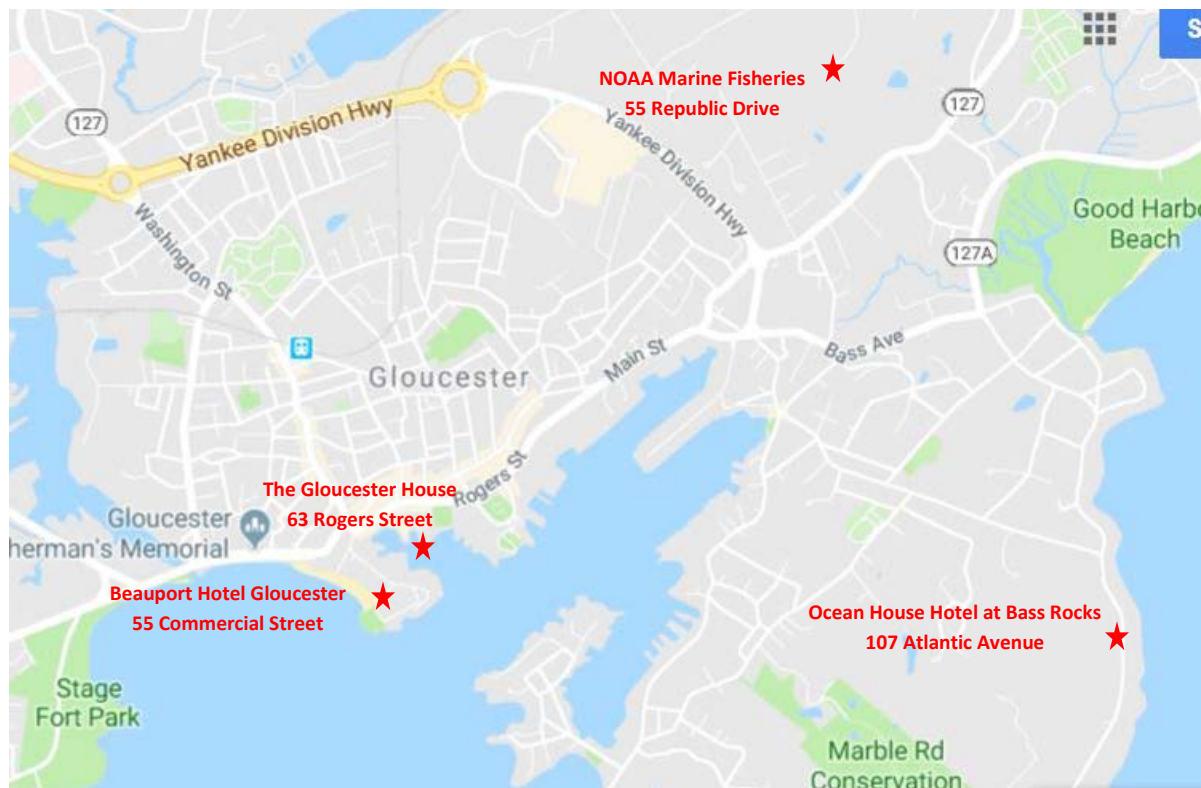 S
NOAA Marine Fisheries
55 Republic Drive
127
127
Yankee Division Hwy
Yankee Division Hwy
Washington St
Good Harbo
Beach
127A
Bass Ave
Main St
Gloucester
Rogers St
The Gloucester House
63 Rogers Street
Gloucester
herman's Memorial
Beauport Hotel Gloucester
55 Commercial Street
Ocean House Hotel at Bass Rocks
107 Atlantic Avenue
Stage
Fort Park
Marble Rd
Conservation